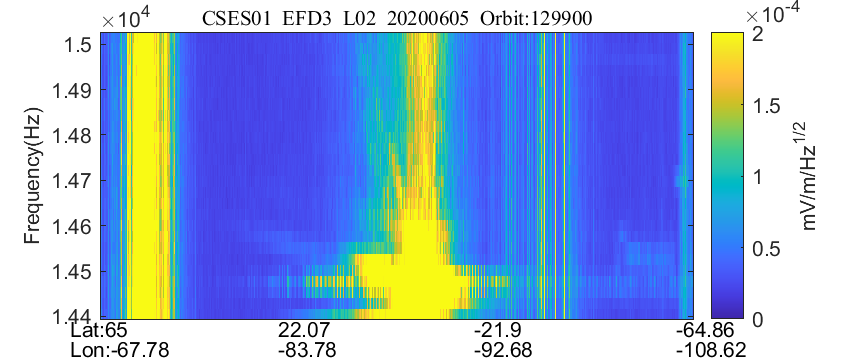 ×10⁴ CSES01 EFD3 L02 20200605 Orbit:129900 ×10⁻⁴
1.5
1.49
1.48
1.47
1.46
1.45
1.44
Frequency(Hz)
Lat:65 22.07 -21.9 -64.86
Lon:-67.78 -83.78 -92.68 -108.62
2
1.5
1
0.5
0
mV/m/Hz^1/2